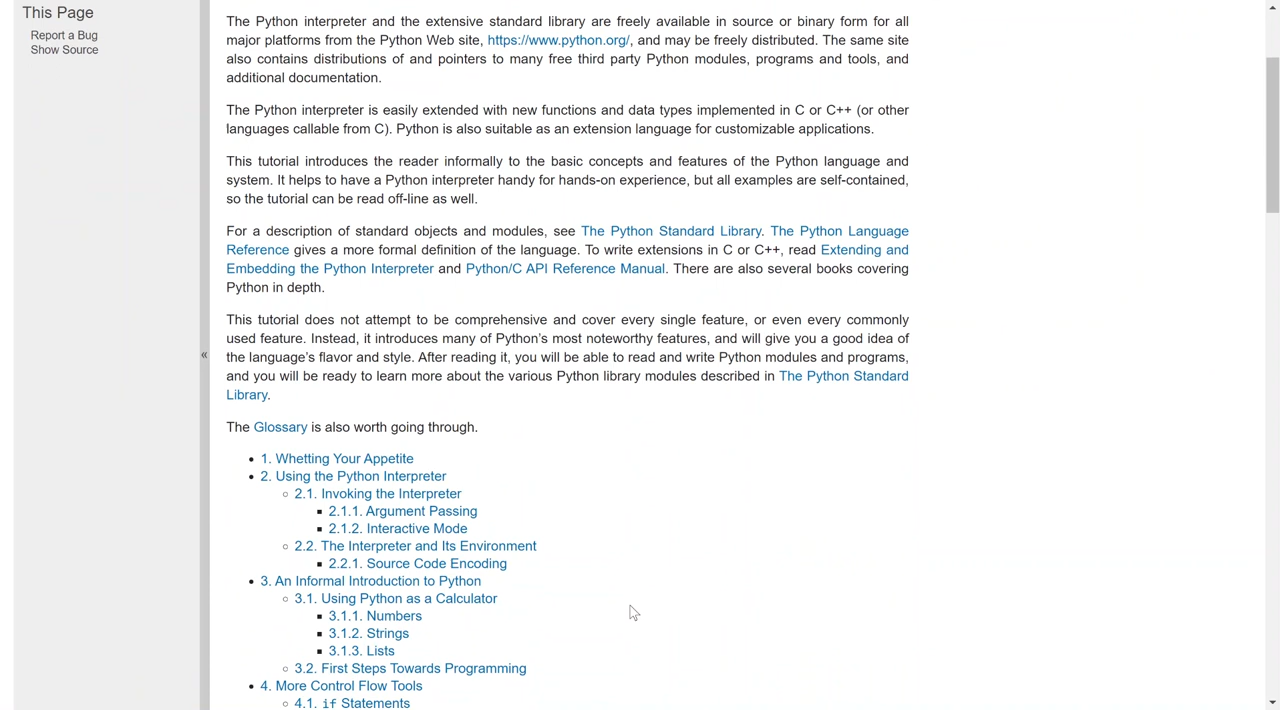 This Page
Report a Bug
Show Source
The Python interpreter and the extensive standard library are freely available in source or binary form for all
major platforms from the Python Web site, https://www.python.org/, and may be freely distributed. The same site
also contains distributions of and pointers to many free third party Python modules, programs and tools, and
additional documentation.
The Python interpreter is easily extended with new functions and data types implemented in C or C++ (or other
languages callable from C). Python is also suitable as an extension language for customizable applications.
This tutorial introduces the reader informally to the basic concepts and features of the Python language and
system. It helps to have a Python interpreter handy for hands-on experience, but all examples are self-contained,
so the tutorial can be read off-line as well.
For a description of standard objects and modules, see The Python Standard Library. The Python Language
Reference gives a more formal definition of the language. To write extensions in C or C++, read Extending and
Embedding the Python Interpreter and Python/C API Reference Manual. There are also several books covering
Python in depth.
This tutorial does not attempt to be comprehensive and cover every single feature, or even every commonly
used feature. Instead, it introduces many of Python’s most noteworthy features, and will give you a good idea of
the language’s flavor and style. After reading it, you will be able to read and write Python modules and programs,
and you will be ready to learn more about the various Python library modules described in The Python Standard
Library.
«
The Glossary is also worth going through.
• 1. Whetting Your Appetite
• 2. Using the Python Interpreter
◦ 2.1. Invoking the Interpreter
▪ 2.1.1. Argument Passing
▪ 2.1.2. Interactive Mode
◦ 2.2. The Interpreter and Its Environment
▪ 2.2.1. Source Code Encoding
• 3. An Informal Introduction to Python
◦ 3.1. Using Python as a Calculator
▪ 3.1.1. Numbers
▪ 3.1.2. Strings
▪ 3.1.3. Lists
◦ 3.2. First Steps Towards Programming
• 4. More Control Flow Tools
◦ 4.1. if Statements